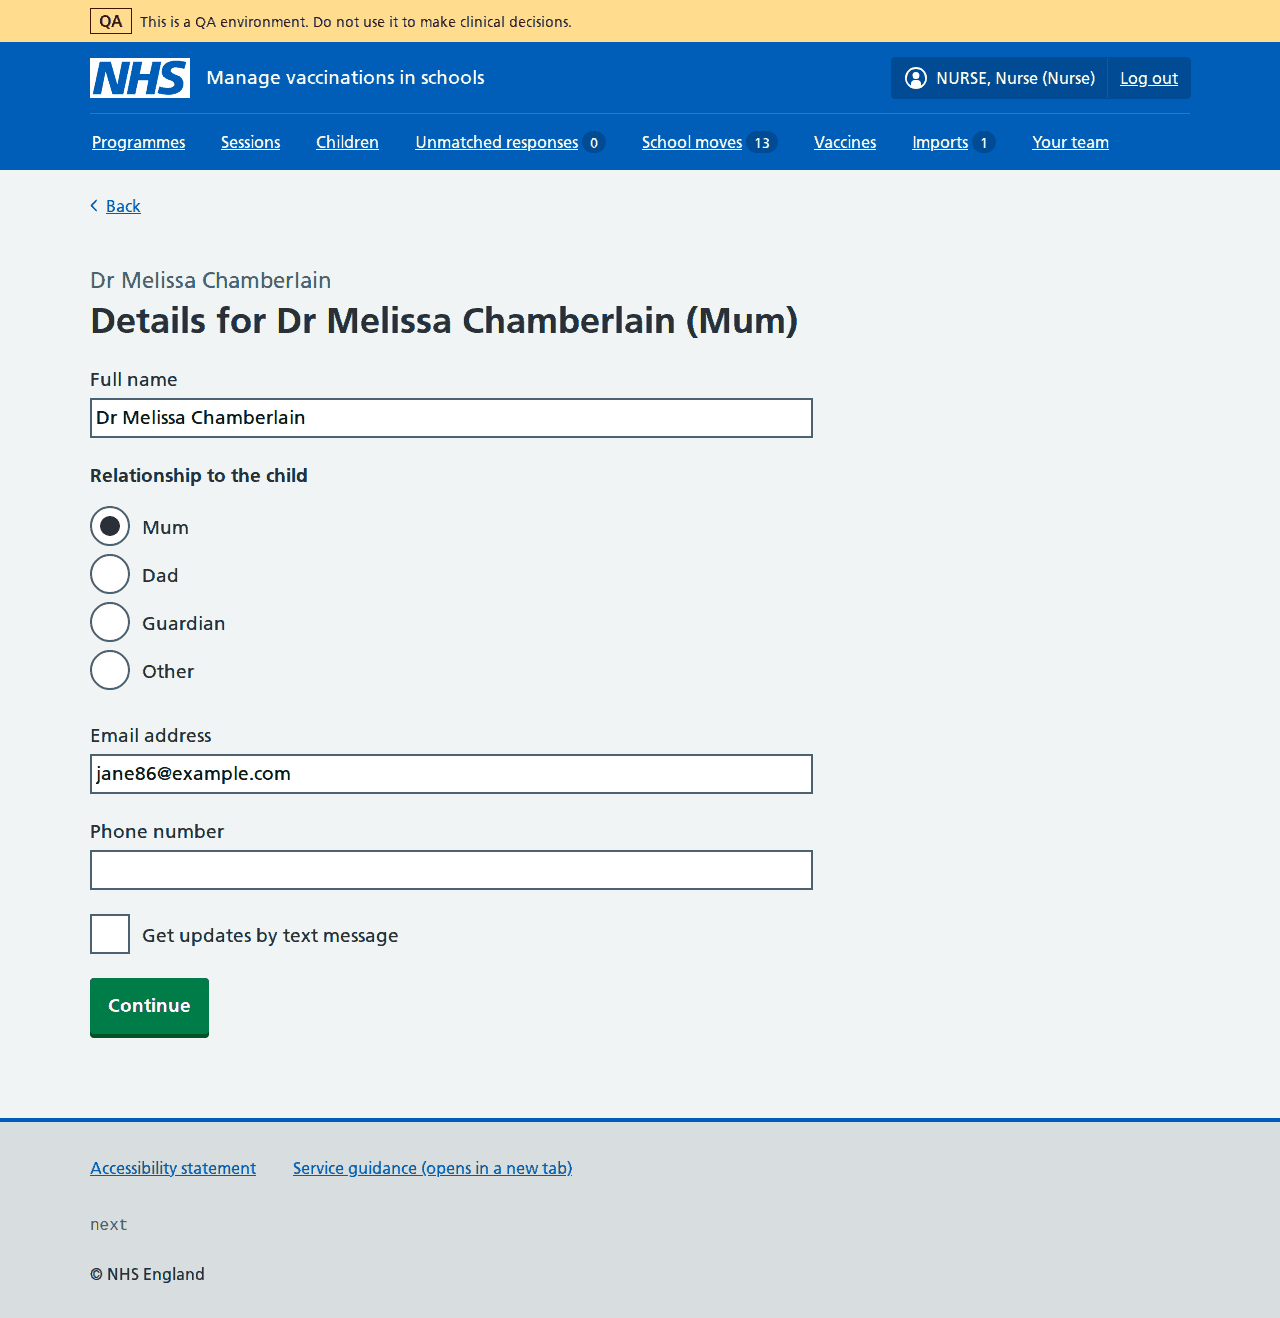 QA This is a QA environment. Do not use it to make clinical decisions.
NHS Manage vaccinations in schools NURSE, Nurse (Nurse) Log out
Programmes Sessions Children Unmatched responses 0 School moves 13 Vaccines Imports 1 Your team
Back
Dr Melissa Chamberlain
Details for Dr Melissa Chamberlain (Mum)
Full name
Dr Melissa Chamberlain
Relationship to the child
Mum
Dad
Guardian
Other
Email address
jane86@example.com
Phone number
Get updates by text message
Continue
Accessibility statement Service guidance (opens in a new tab)
next
© NHS England